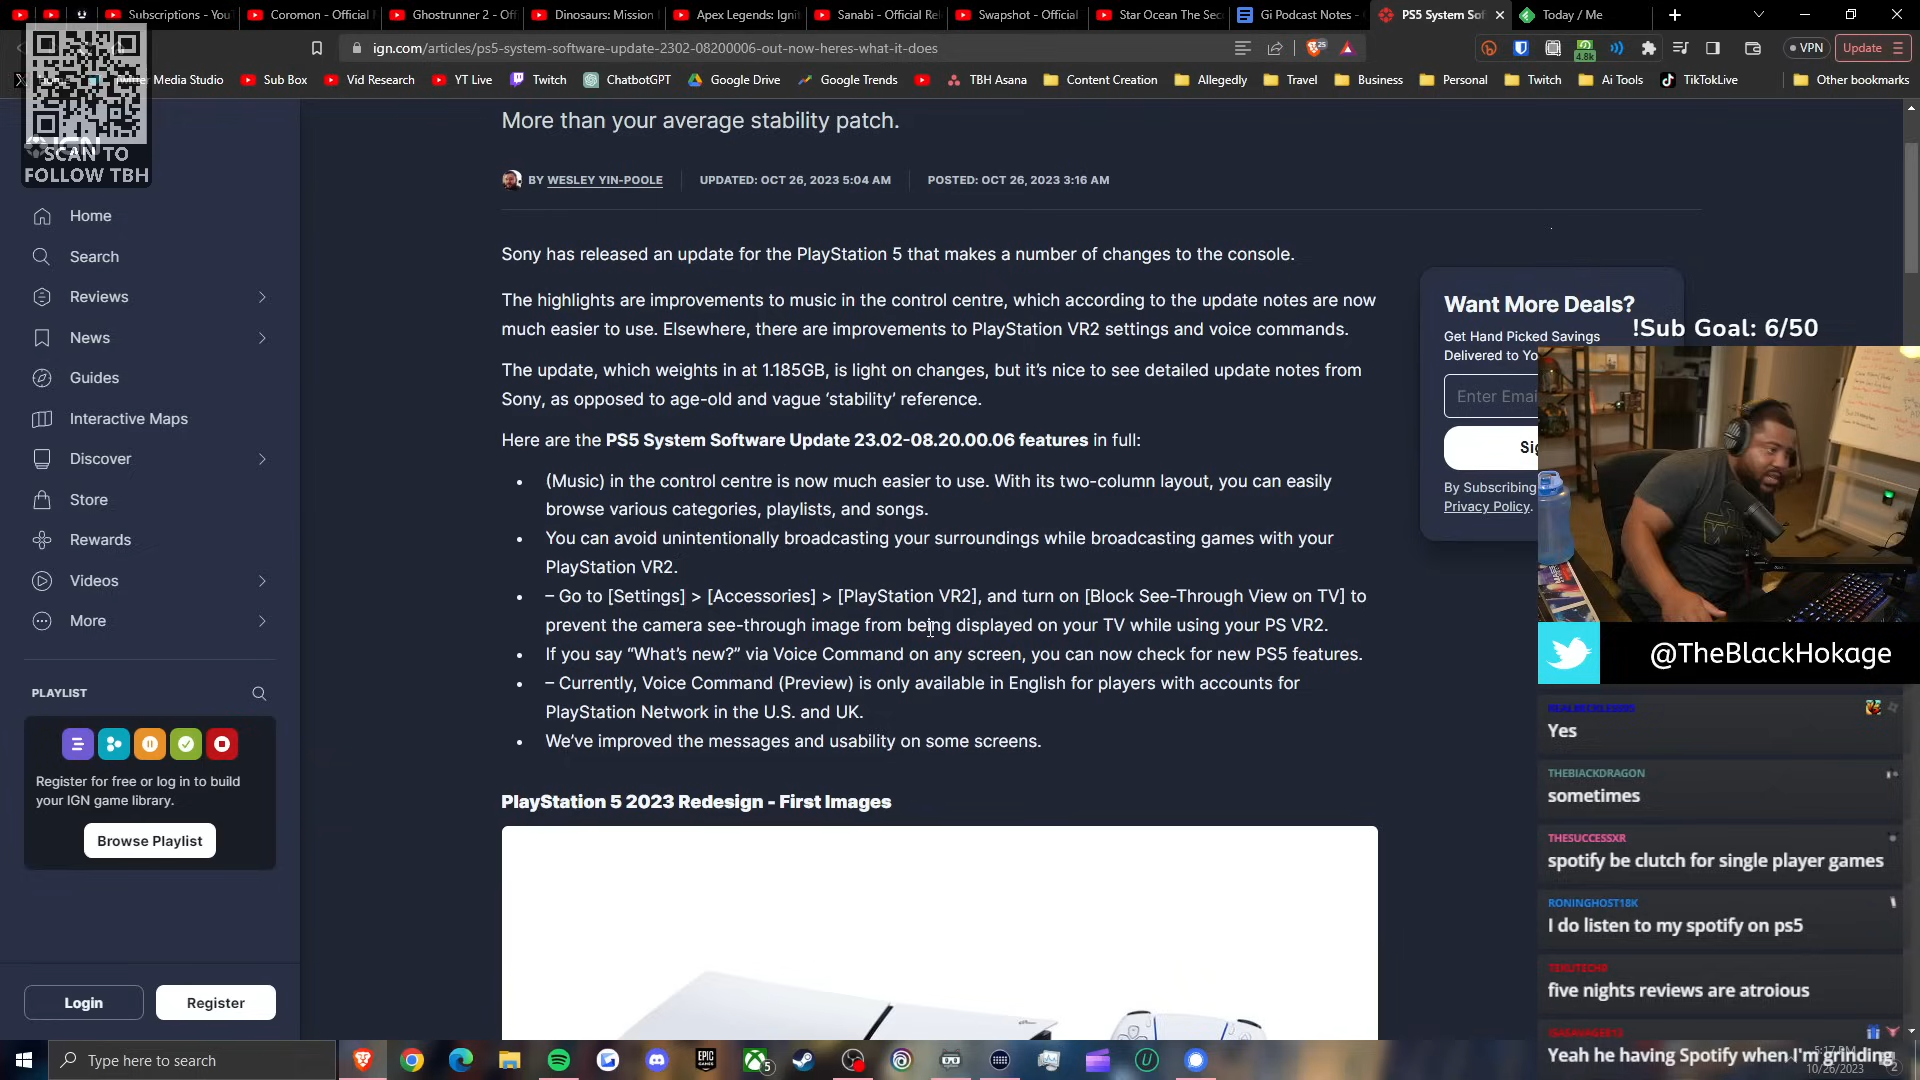 Subscriptions - You
Coromon - Official
Ghostrunner 2 - Off
Dinosaurs: Mission
Apex Legends: Ignit
Sanabi - Official Re
Swapshot - Official
Star Ocean The Sec
Gi Podcast Notes -
PS5 System Sof
Today / Me
ign.com/articles/ps5-system-software-update-2302-08200006-out-now-heres-what-it-does
25
4.8k
VPN
Update
Twitter Media Studio
Sub Box
Vid Research
YT Live
Twitch
ChatbotGPT
Google Drive
Google Trends
TBH Asana
Content Creation
Allegedly
Travel
Business
Personal
Twitch
Ai Tools
TikTokLive
Other bookmarks
SCAN TO
FOLLOW TBH
Home
Search
Reviews
News
Guides
Interactive Maps
Discover
Store
Rewards
Videos
More
PLAYLIST
Register for free or log in to build
your IGN game library.
Browse Playlist
Login
Register
More than your average stability patch.
BY WESLEY YIN-POOLE
UPDATED: OCT 26, 2023 5:04 AM
POSTED: OCT 26, 2023 3:16 AM
Sony has released an update for the PlayStation 5 that makes a number of changes to the console.
The highlights are improvements to music in the control centre, which according to the update notes are now
much easier to use. Elsewhere, there are improvements to PlayStation VR2 settings and voice commands.
The update, which weights in at 1.185GB, is light on changes, but it's nice to see detailed update notes from
Sony, as opposed to age-old and vague ‘stability’ reference.
Here are the PS5 System Software Update 23.02-08.20.00.06 features in full:
• (Music) in the control centre is now much easier to use. With its two-column layout, you can easily
browse various categories, playlists, and songs.
• You can avoid unintentionally broadcasting your surroundings while broadcasting games with your
PlayStation VR2.
• – Go to [Settings] > [Accessories] > [PlayStation VR2], and turn on [Block See-Through View on TV] to
prevent the camera see-through image from being displayed on your TV while using your PS VR2.
• If you say “What’s new?” via Voice Command on any screen, you can now check for new PS5 features.
• – Currently, Voice Command (Preview) is only available in English for players with accounts for
PlayStation Network in the U.S. and UK.
• We’ve improved the messages and usability on some screens.
PlayStation 5 2023 Redesign - First Images
Want More Deals?
Get Hand Picked Savings
Delivered to Yo
Enter Emai
Sig
By Subscribing
Privacy Policy.
!Sub Goal: 6/50
@TheBlackHokage
Yes
THEBLACKDRAGON
sometimes
THESUCCESSXR
spotify be clutch for single player games
RONINGHOST18K
I do listen to my spotify on ps5
five nights reviews are atroious
Yeah he having Spotify when I'm grinding
Type here to search
EPIC
GAMES
5
5:17 PM
10/26/2023
2